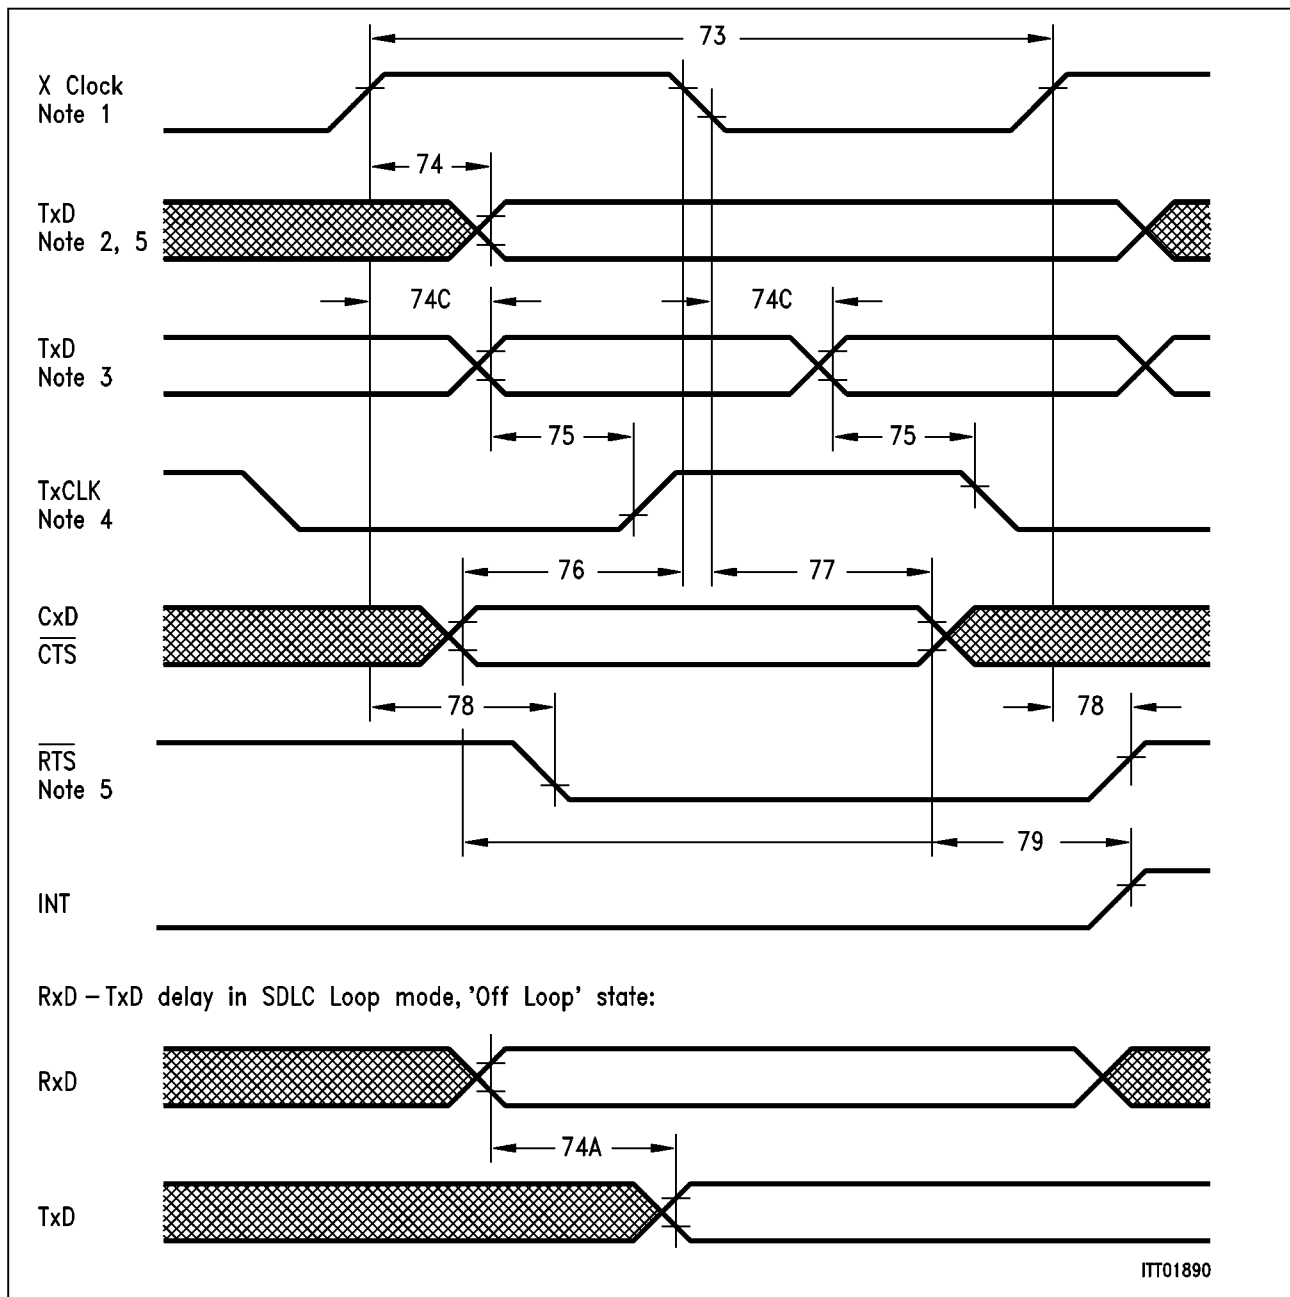 73
X Clock
Note 1
74
TxD
Note 2, 5
74C 74C
TxD
Note 3
75 75
TxCLK
Note 4
76 77
CxD
CTS
78 78
RTS
Note 5
79
INT
RxD – TxD delay in SDLC Loop mode, 'Off Loop' state:
RxD
74A
TxD
ITT01890